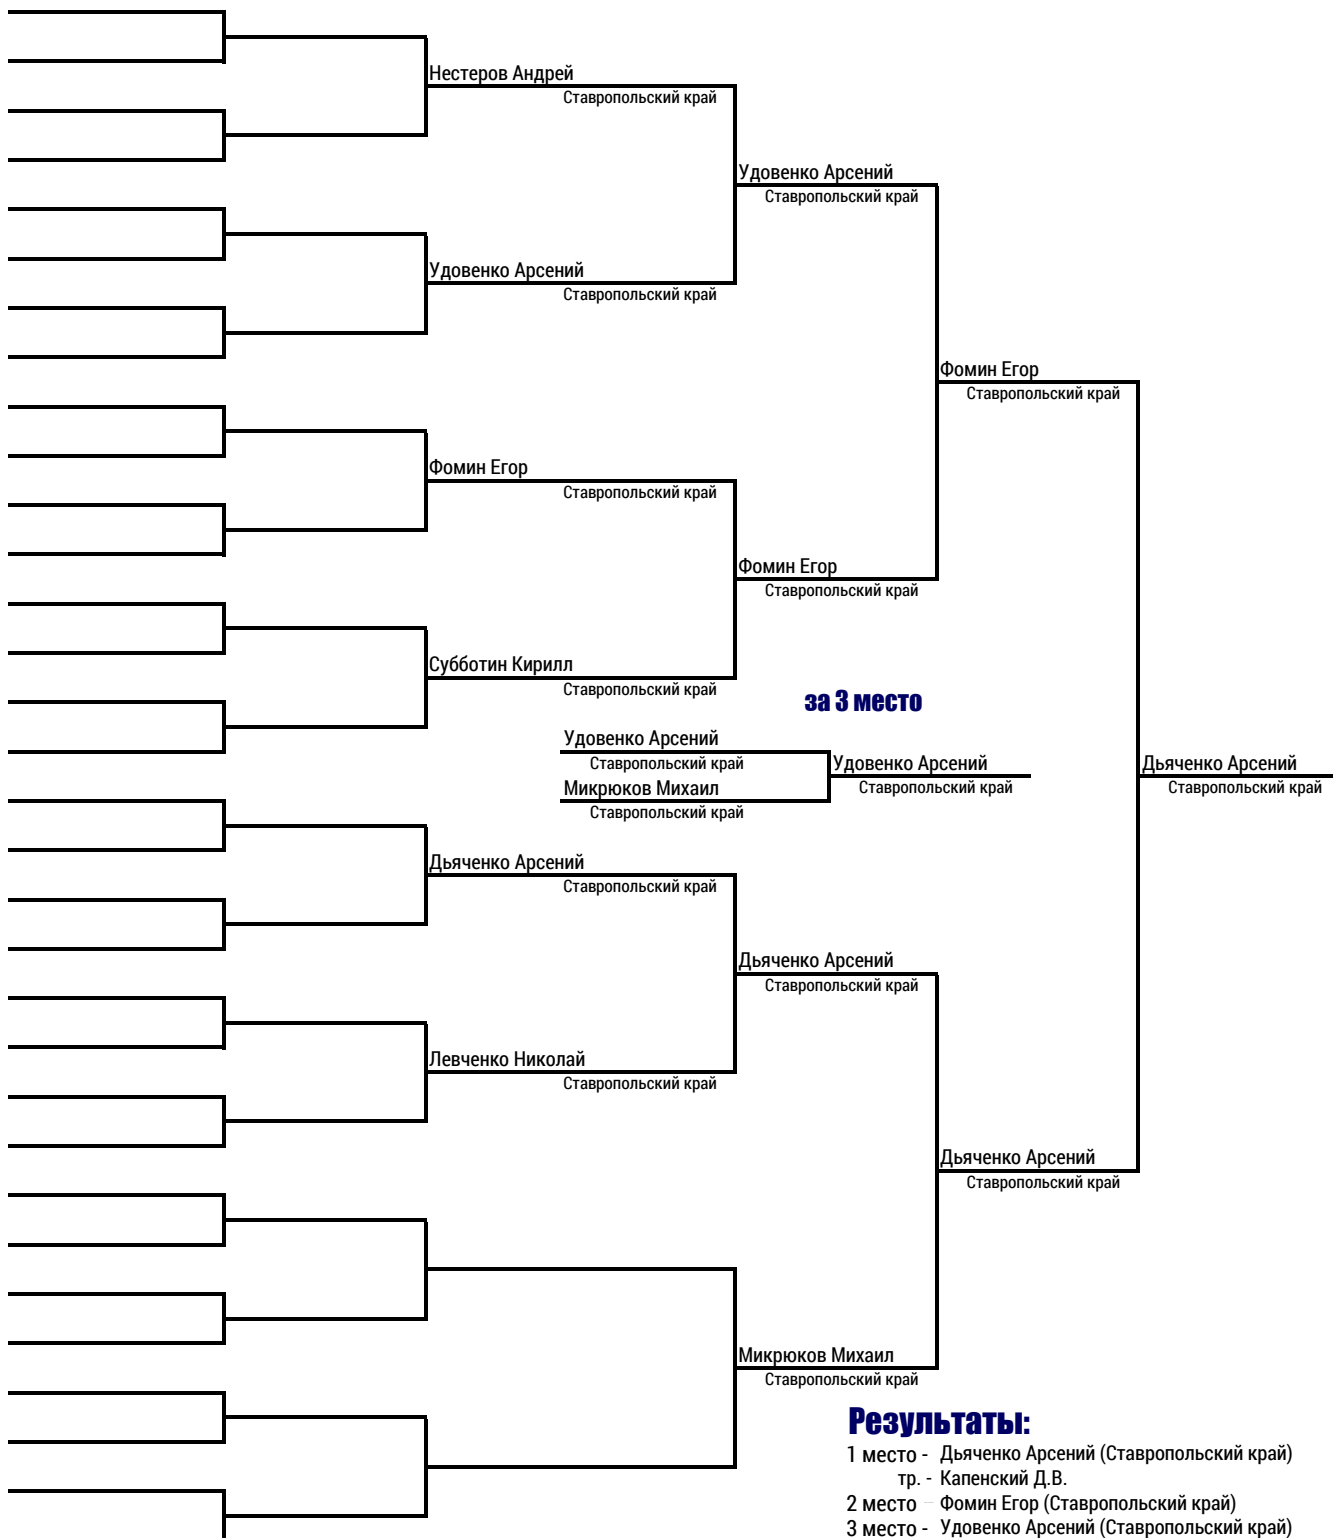 Нестеров Андрей
Ставропольский край
Удовенко Арсений
Ставропольский край
Удовенко Арсений
Ставропольский край
Фомин Егор
Ставропольский край
Фомин Егор
Ставропольский край
Фомин Егор
Ставропольский край
Субботин Кирилл
Ставропольский край
за 3 место
Удовенко Арсений
Ставропольский край
Микрюков Михаил
Ставропольский край
Удовенко Арсений
Ставропольский край
Дьяченко Арсений
Ставропольский край
Дьяченко Арсений
Ставропольский край
Дьяченко Арсений
Ставропольский край
Левченко Николай
Ставропольский край
Дьяченко Арсений
Ставропольский край
Микрюков Михаил
Ставропольский край
Результаты:
1 место - Дьяченко Арсений (Ставропольский край)
тр. - Капенский Д.В.
2 место - Фомин Егор (Ставропольский край)
3 место - Удовенко Арсений (Ставропольский край)